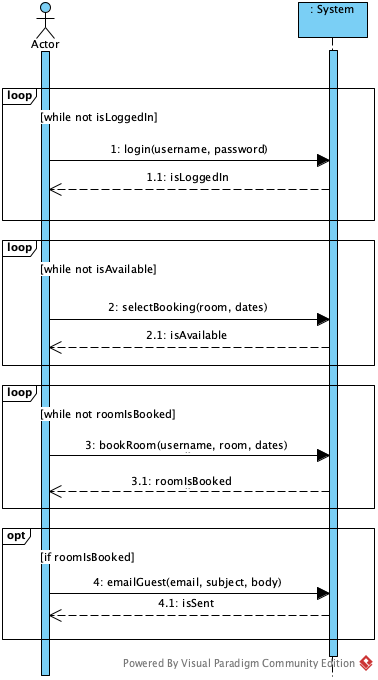 Actor
: System
loop
[while not isLoggedIn]
1: login(username, password)
1.1: isLoggedIn
loop
[while not isAvailable]
2: selectBooking(room, dates)
2.1: isAvailable
loop
[while not roomIsBooked]
3: bookRoom(username, room, dates)
3.1: roomIsBooked
opt
[if roomIsBooked]
4: emailGuest(email, subject, body)
4.1: isSent
Powered By Visual Paradigm Community Edition